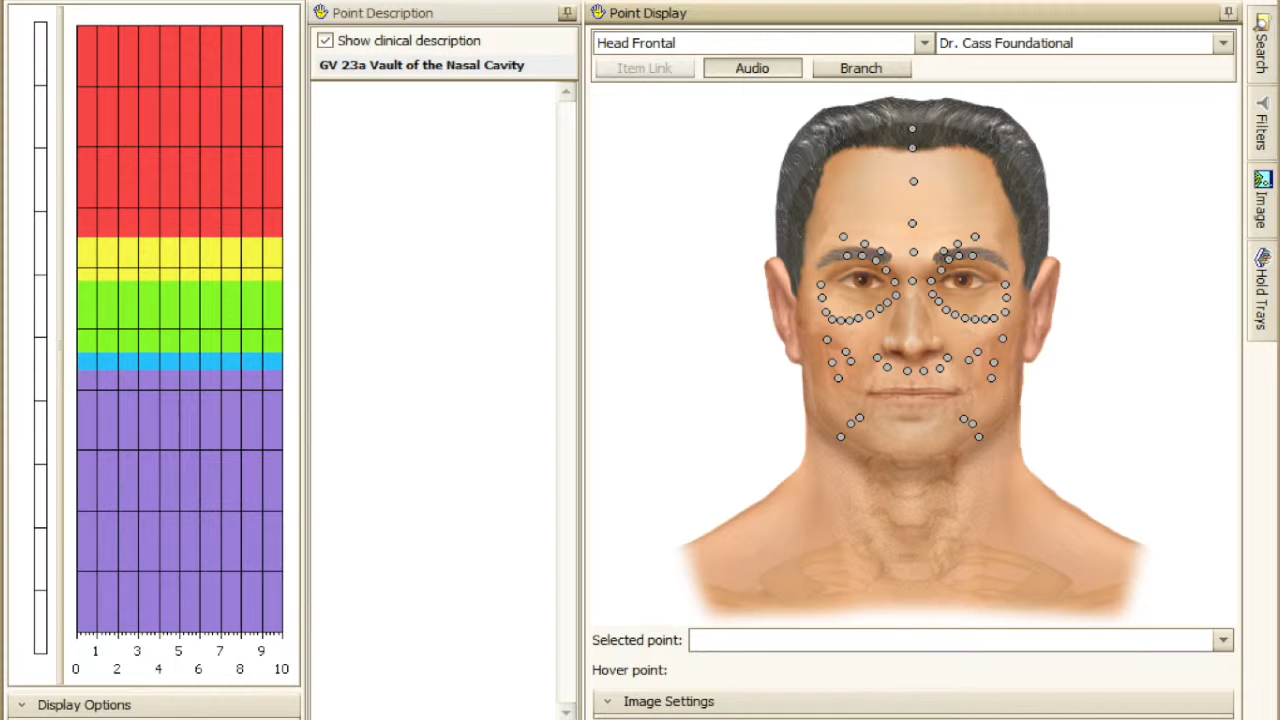 Point Description
Show clinical description
GV 23a Vault of the Nasal Cavity
1 3 5 7 9
0 2 4 6 8 10
Display Options
Point Display
Head Frontal
Dr. Cass Foundational
Item Link
Audio
Branch
Selected point:
Hover point:
Image Settings
Search
Filters
Image
Hold Trays